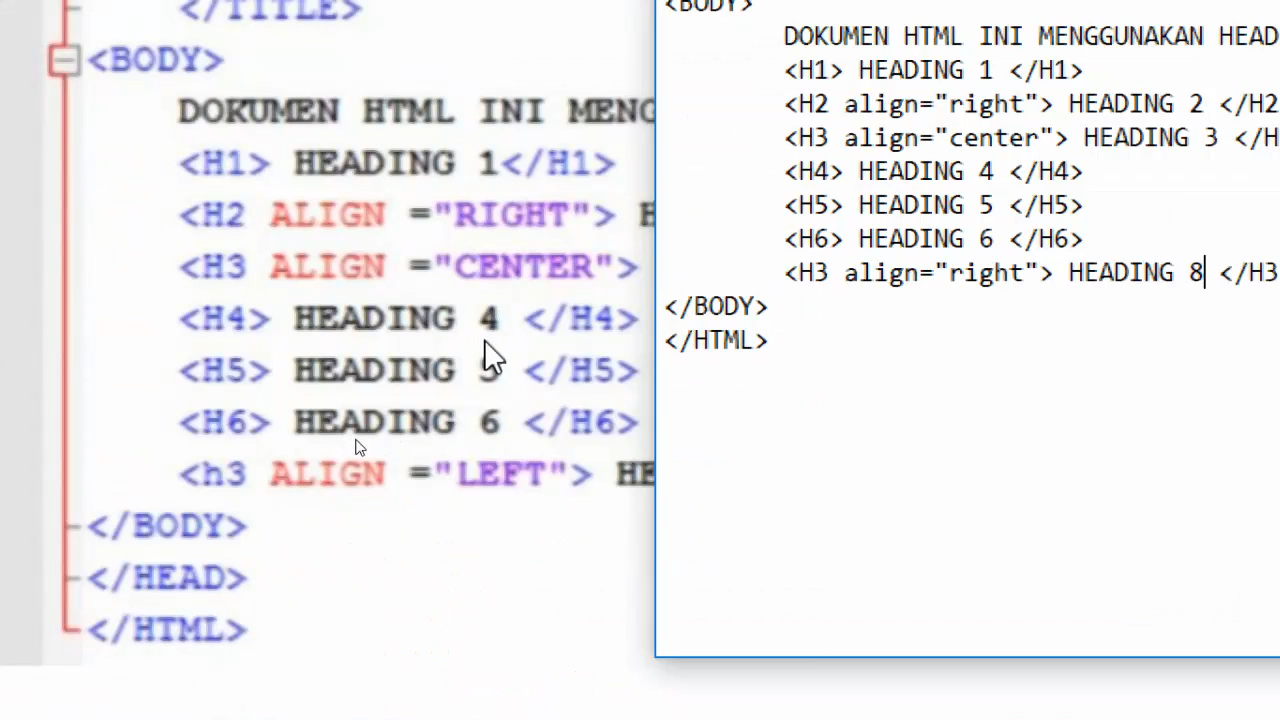 </TITLE>
<BODY>
DOKUMEN HTML INI MENG
<H1> HEADING 1</H1>
<H2 ALIGN ="RIGHT"> H
<H3 ALIGN ="CENTER">
<H4> HEADING 4 </H4>
<H5> HEADING 5 </H5>
<H6> HEADING 6 </H6>
<h3 ALIGN ="LEFT"> HE
</BODY>
</HEAD>
</HTML>
<BODY>
DOKUMEN HTML INI MENGGUNAKAN HEAD
<H1> HEADING 1 </H1>
<H2 align="right"> HEADING 2 </H2
<H3 align="center"> HEADING 3 </H
<H4> HEADING 4 </H4>
<H5> HEADING 5 </H5>
<H6> HEADING 6 </H6>
<H3 align="right"> HEADING 8 </H3
</BODY>
</HTML>